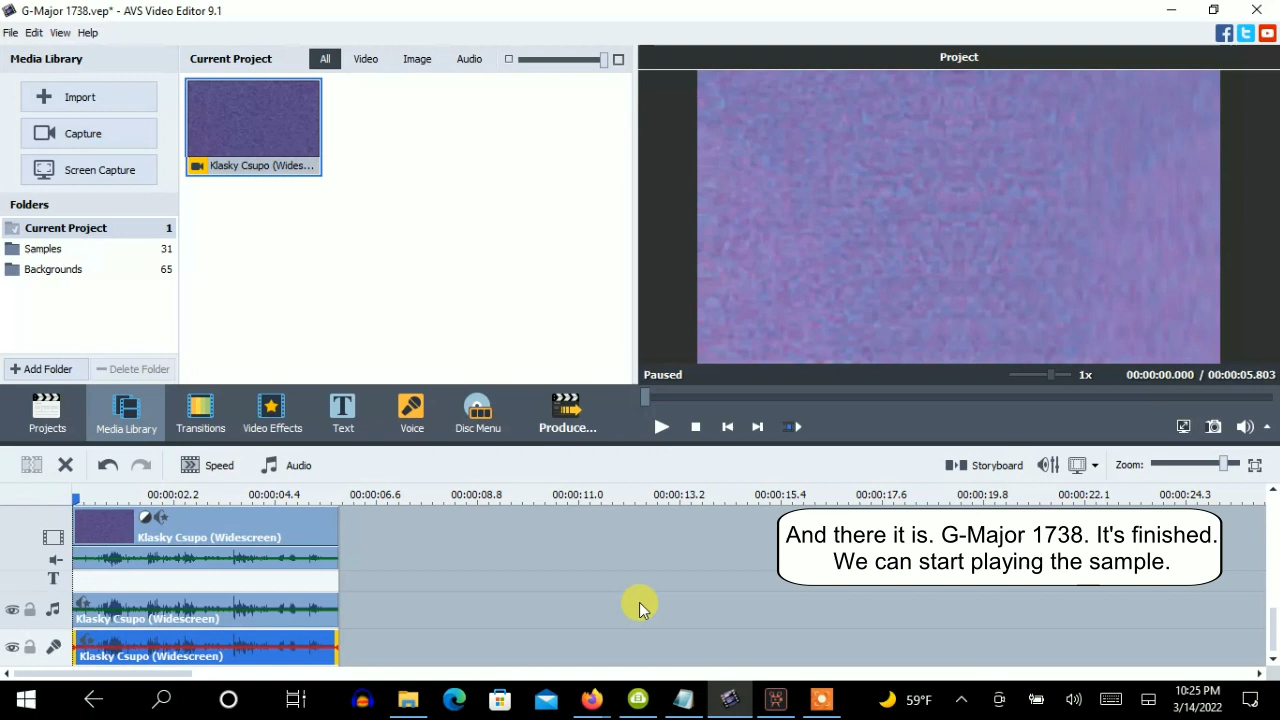 G-Major 1738.vep* - AVS Video Editor 9.1
File Edit View Help
Media Library
Current Project
All
Video
Image
Audio
Project
Import
Capture
Screen Capture
Klasky Csupo (Wides...
Folders
Current Project 1
Samples 31
Backgrounds 65
Add Folder
Delete Folder
Paused
1x
00:00:00.000 / 00:00:05.803
Projects
Media Library
Transitions
Video Effects
Text
Voice
Disc Menu
Produce...
Speed
Audio
Storyboard
Zoom:
00:00:02.2 00:00:04.4 00:00:06.6 00:00:08.8 00:00:11.0 00:00:13.2 00:00:15.4 00:00:17.6 00:00:19.8 00:00:22.1 00:00:24.3
Klasky Csupo (Widescreen)
T
Klasky Csupo (Widescreen)
Klasky Csupo (Widescreen)
And there it is. G-Major 1738. It's finished.
We can start playing the sample.
59°F
10:25 PM
3/14/2022